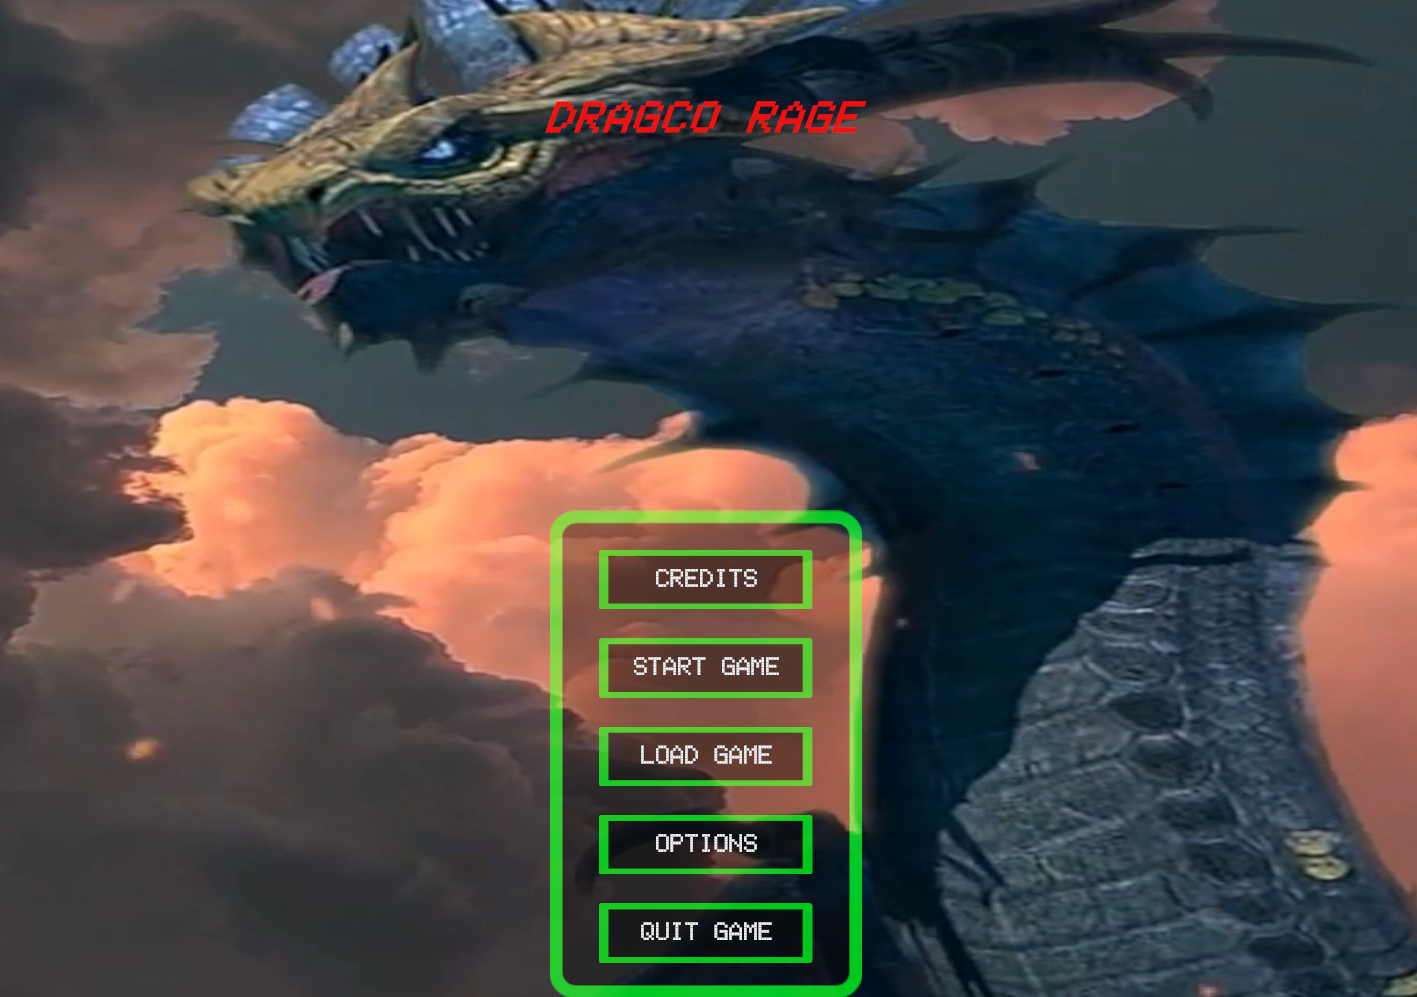 DRAGCO RAGE
CREDITS
START GAME
LOAD GAME
OPTIONS
QUIT GAME